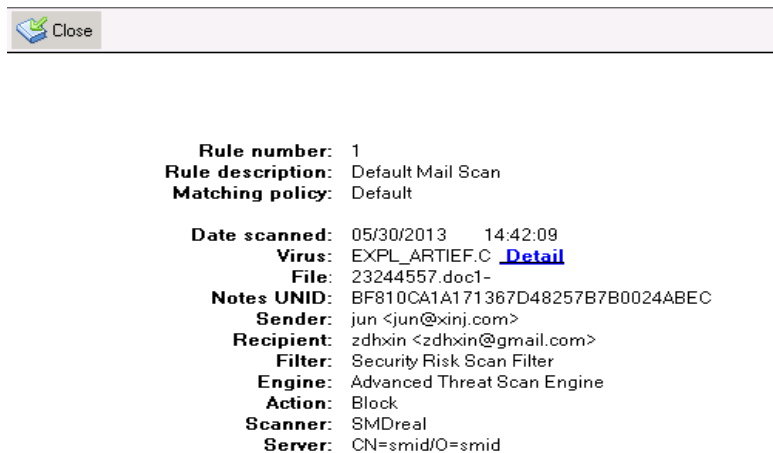 Close
Rule number: 1
Rule description: Default Mail Scan
Matching policy: Default
Date scanned: 05/30/2013 14:42:09
Virus: EXPL_ARTIEF.C Detail
File: 23244557.doc1-
Notes UNID: BF810CA1A171367D48257B7B0024ABEC
Sender: jun <jun@xinj.com>
Recipient: zdhxin <zdhxin@gmail.com>
Filter: Security Risk Scan Filter
Engine: Advanced Threat Scan Engine
Action: Block
Scanner: SMDreal
Server: CN=smid/O=smid